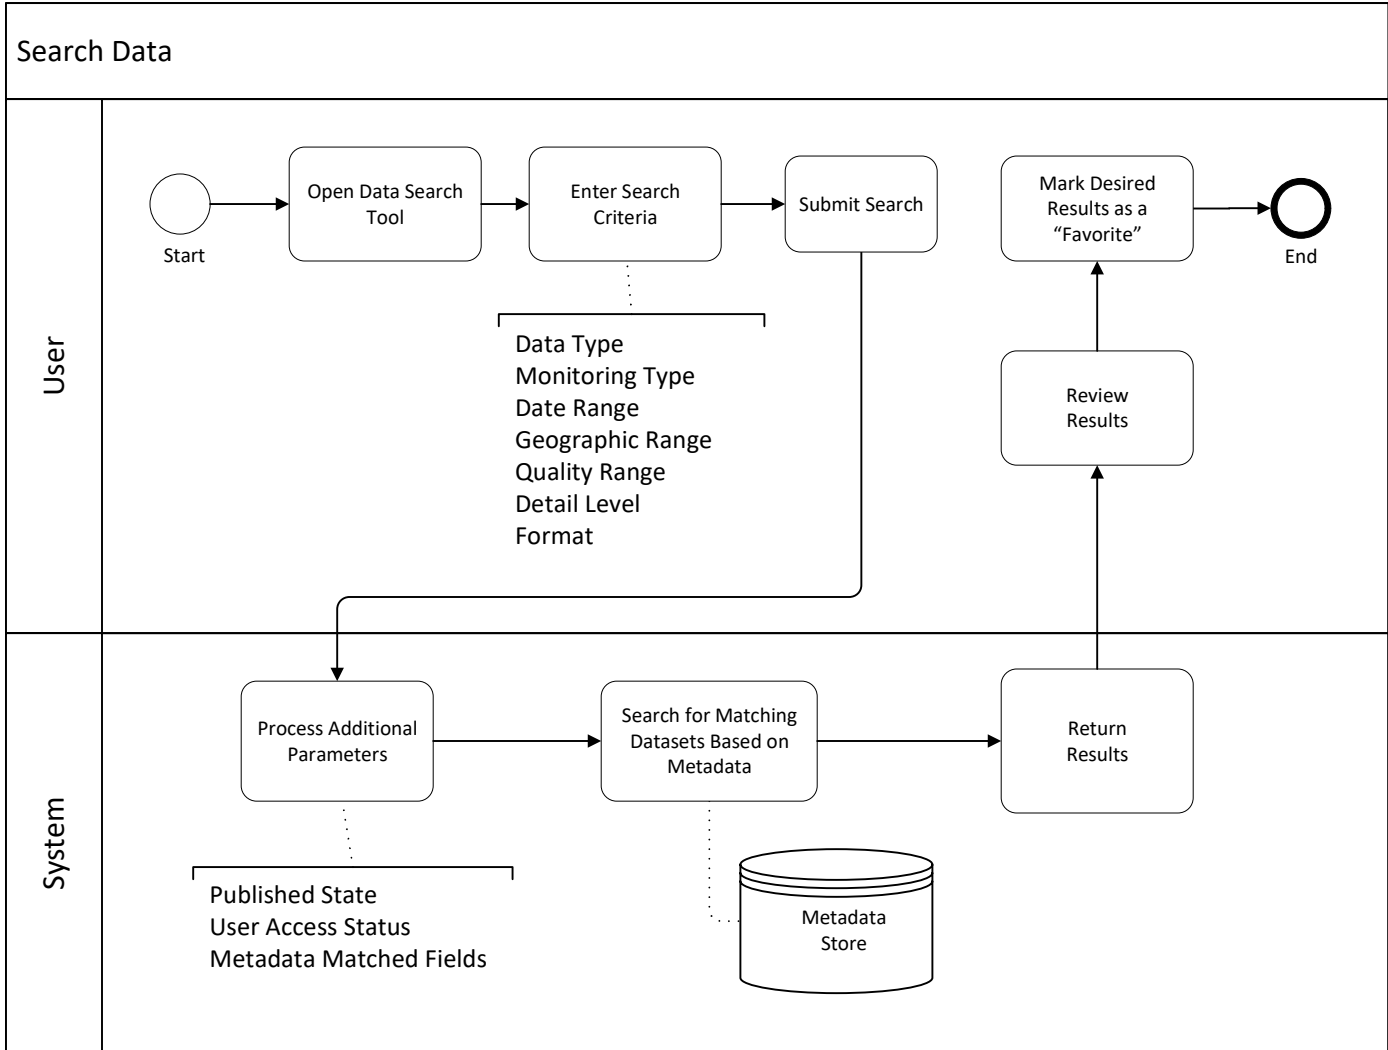 Search Data
User
Start
Open Data Search
Tool
Enter Search
Criteria
Submit Search
Data Type
Monitoring Type
Date Range
Geographic Range
Quality Range
Detail Level
Format
Mark Desired
Results as a
“Favorite”
End
Review
Results
System
Process Additional
Parameters
Published State
User Access Status
Metadata Matched Fields
Search for Matching
Datasets Based on
Metadata
Metadata
Store
Return
Results